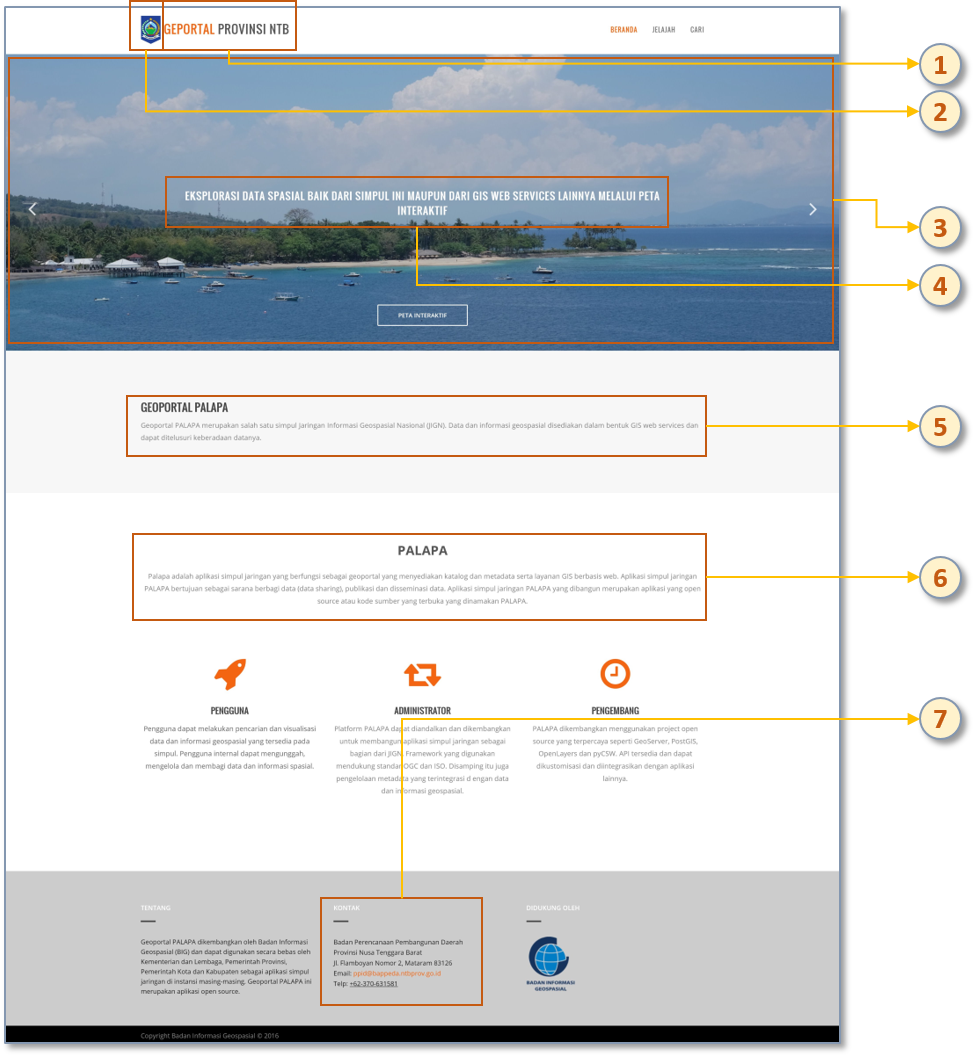 GEPORTAL PROVINSI NTB
BERANDA JELAJAH CARI
1
2
EKSPLORASI DATA SPASIAL BAIK DARI SIMPUL INI MAUPUN DARI GIS WEB SERVICES LAINNYA MELALUI PETA
INTERAKTIF
3
4
PETA INTERAKTIF
GEOPORTAL PALAPA
Geoportal PALAPA merupakan salah satu simpul Jaringan Informasi Geospasial Nasional (JIGN). Data dan informasi geospasial disediakan dalam bentuk GIS web services dan
dapat ditelusuri keberadaan datanya.
5
PALAPA
Palapa adalah aplikasi simpul jaringan yang berfungsi sebagai geoportal yang menyediakan katalog dan metadata serta layanan GIS berbasis web. Aplikasi simpul jaringan
PALAPA bertujuan sebagai sarana berbagi data (data sharing), publikasi dan disseminasi data. Aplikasi simpul jaringan PALAPA yang dibangun merupakan aplikasi yang open
source atau kode sumber yang terbuka yang dinamakan PALAPA.
6
PENGGUNA
Pengguna dapat melakukan pencarian dan visualisasi
data dan informasi geospasial yang tersedia pada
simpul. Pengguna internal dapat mengunggah,
mengelola dan membagi data dan informasi spasial.
ADMINISTRATOR
Platform PALAPA dapat diandalkan dan dikembangkan
untuk membangun aplikasi simpul jaringan sebagai
bagian dari JIGN. Framework yang digunakan
mendukung standar OGC dan ISO. Disamping itu juga
pengelolaan metadata yang terintegrasi d engan data
dan informasi geospasial.
PENGEMBANG
PALAPA dikembangkan menggunakan project open
source yang terpercaya seperti GeoServer, PostGIS,
OpenLayers dan pyCSW. API tersedia dan dapat
dikustomisasi dan diintegrasikan dengan aplikasi
lainnya.
7
TENTANG
Geoportal PALAPA dikembangkan oleh Badan Informasi
Geospasial (BIG) dan dapat digunakan secara bebas oleh
Kementerian dan Lembaga, Pemerintah Provinsi,
Pemerintah Kota dan Kabupaten sebagai aplikasi simpul
jaringan di instansi masing-masing. Geoportal PALAPA ini
merupakan aplikasi open source.
KONTAK
Badan Perencanaan Pembangunan Daerah
Provinsi Nusa Tenggara Barat
Jl. Flamboyan Nomor 2, Mataram 83126
Email: ppid@bappeda.ntbprov.go.id
Telp: +62-370-631581
DIDUKUNG OLEH
BADAN INFORMASI
GEOSPASIAL
Copyright Badan Informasi Geospasial © 2016